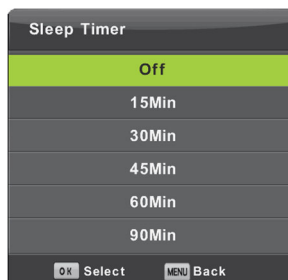 Sleep Timer
Off
15Min
30Min
45Min
60Min
90Min
OK Select MENU Back